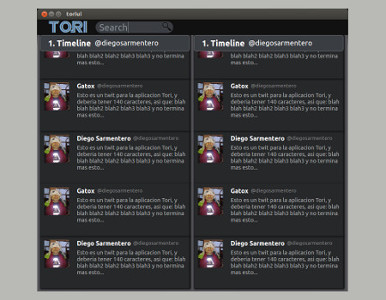 toriui
TORI
Search
1. Timeline @diegosarmentero
1. Timeline @diegosarmentero
blah blah2 blah3 blah3 y no termina
mas esto...
Gatox @diegosarmentero
Esto es un twit para la aplicacion Tori, y
deberia tener 140 caracteres, asi que: blah
blah blah2 blah3 blah3 y no termina
mas esto...
Diego Sarmentero @diegosarmentero
Esto es un twit para la aplicacion Tori, y
deberia tener 140 caracteres, asi que: blah
blah blah2 blah3 blah3 y no termina
mas esto...
Gatox @diegosarmentero
Esto es un twit para la aplicacion Tori, y
deberia tener 140 caracteres, asi que: blah
blah blah2 blah3 blah3 y no termina
mas esto...
Diego Sarmentero @diegosarmentero
Esto es un twit para la aplicacion Tori, y
deberia tener 140 caracteres, asi que: blah
blah blah2 blah3 blah3 y no termina
mas esto...
blah blah2 blah3 blah3 y no termina
mas esto...
Gatox @diegosarmentero
Esto es un twit para la aplicacion Tori, y
deberia tener 140 caracteres, asi que: blah
blah blah2 blah3 blah3 y no termina
mas esto...
Diego Sarmentero @diegosarmentero
Esto es un twit para la aplicacion Tori, y
deberia tener 140 caracteres, asi que: blah
blah blah2 blah3 blah3 y no termina
mas esto...
Gatox @diegosarmentero
Esto es un twit para la aplicacion Tori, y
deberia tener 140 caracteres, asi que: blah
blah blah2 blah3 blah3 y no termina
mas esto...
Diego Sarmentero @diegosarmentero
Esto es un twit para la aplicacion Tori, y
deberia tener 140 caracteres, asi que: blah
blah blah2 blah3 blah3 y no termina
mas esto...